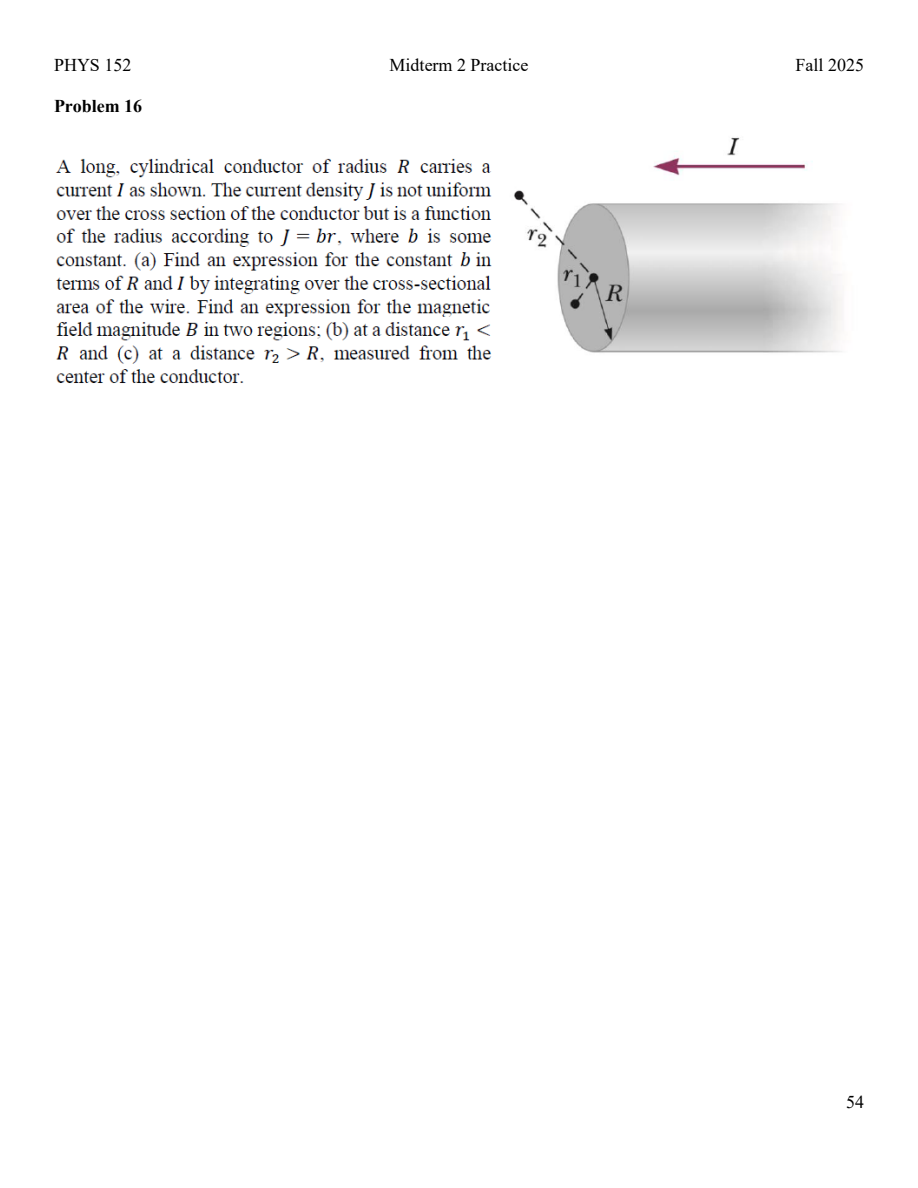 PHYS 152 Midterm 2 Practice Fall 2025
Problem 16
A long, cylindrical conductor of radius R carries a
current I as shown. The current density J is not uniform
over the cross section of the conductor but is a function
of the radius according to J = br, where b is some
constant. (a) Find an expression for the constant b in
terms of R and I by integrating over the cross-sectional
area of the wire. Find an expression for the magnetic
field magnitude B in two regions; (b) at a distance r₁ <
R and (c) at a distance r₂ > R, measured from the
center of the conductor.
I
r₂
r₁
R
54